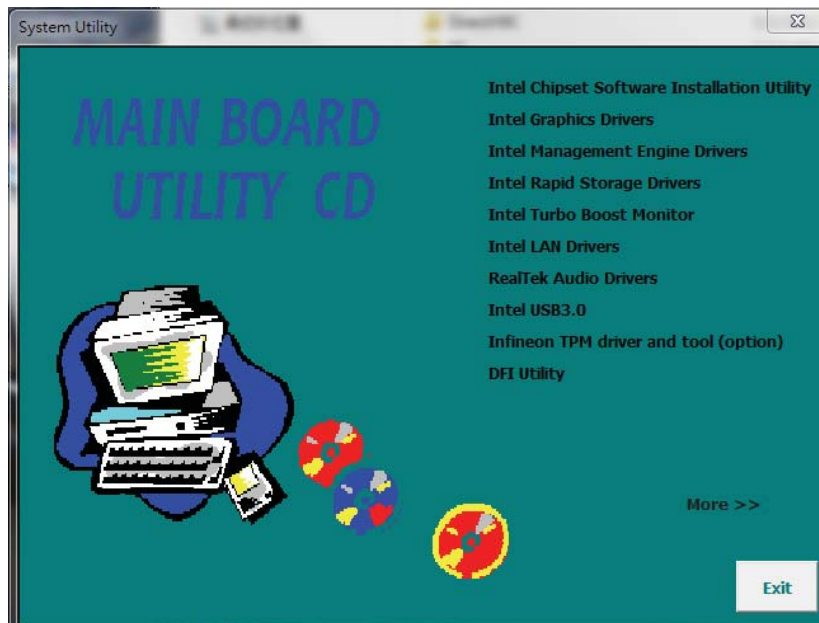 System Utility
MAIN BOARD
UTILITY CD
Intel Chipset Software Installation Utility
Intel Graphics Drivers
Intel Management Engine Drivers
Intel Rapid Storage Drivers
Intel Turbo Boost Monitor
Intel LAN Drivers
RealTek Audio Drivers
Intel USB3.0
Infineon TPM driver and tool (option)
DFI Utility
More >>
Exit